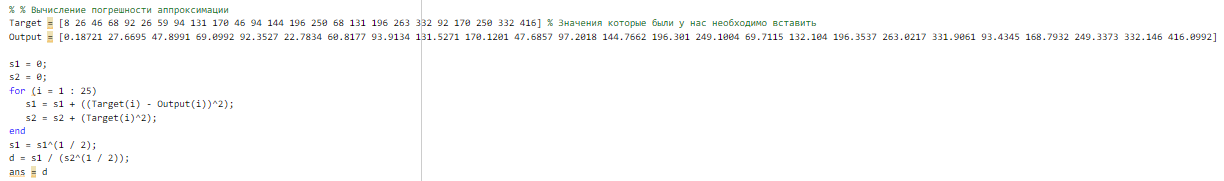 % % Вычисление погрешности аппроксимации
Target = [8 26 46 68 92 26 59 94 131 170 46 94 144 196 250 68 131 196 263 332 92 170 250 332 416] % Значения которые были у нас необходимо вставить
Output = [0.18721 27.6695 47.8991 69.0992 92.3527 22.7834 60.8177 93.9134 131.5271 170.1201 47.6857 97.2018 144.7662 196.301 249.1004 69.7115 132.104 196.3537 263.0217 331.9061 93.4345 168.7932 249.3373 332.146 416.0992]
s1 = 0;
s2 = 0;
for (i = 1 : 25)
s1 = s1 + ((Target(i) - Output(i))^2);
s2 = s2 + (Target(i)^2);
end
s1 = s1^(1 / 2);
d = s1 / (s2^(1 / 2));
ans = d